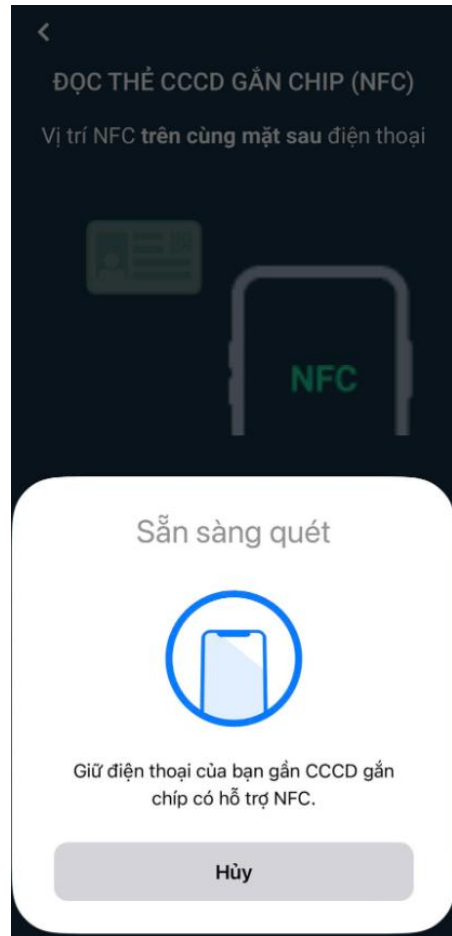 ĐỌC THẺ CCCD GẮN CHIP (NFC)
Vị trí NFC trên cùng mặt sau điện thoại
NFC
Sẵn sàng quét
Giữ điện thoại của bạn gần CCCD gắn
chíp có hỗ trợ NFC.
Hủy